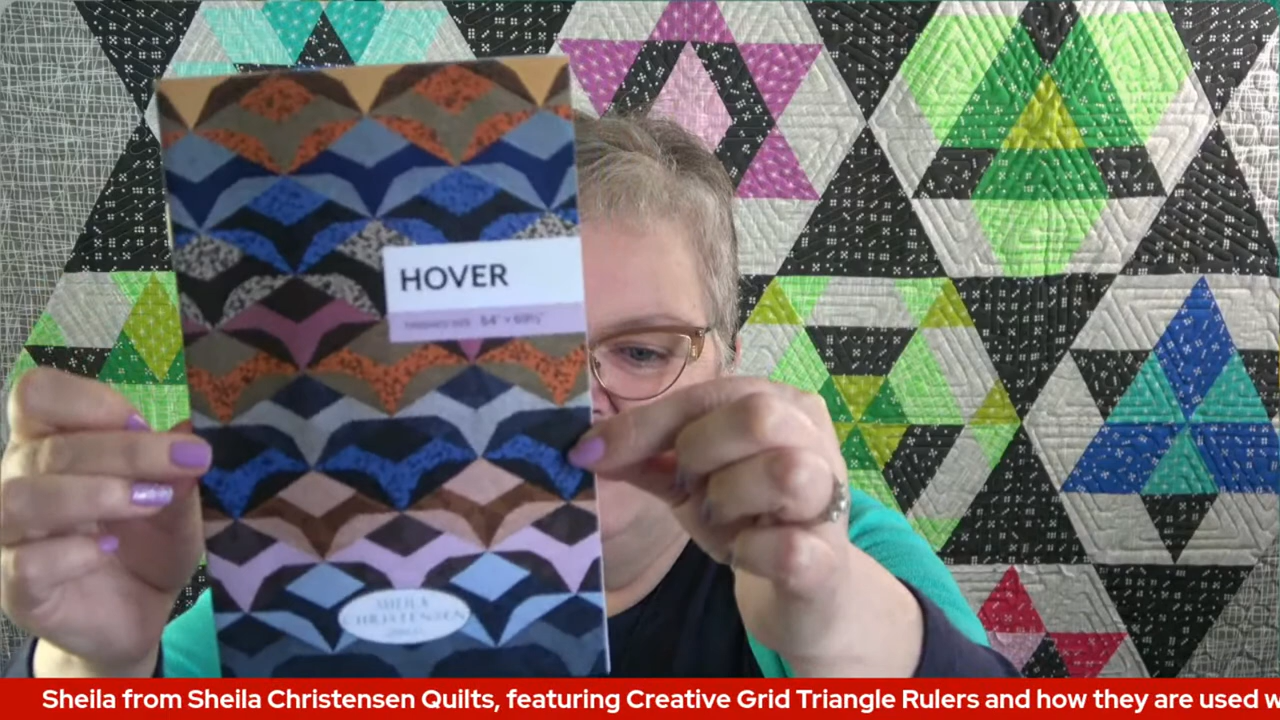 HOVER
FINISHED SIZE 54" x 69½"
SHEILA
CHRISTENSEN
Sheila from Sheila Christensen Quilts, featuring Creative Grid Triangle Rulers and how they are used w